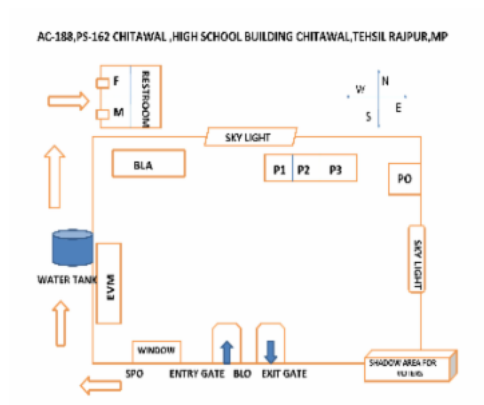 AC-188,PS-162 CHITAWAL ,HIGH SCHOOL BUILDING CHITAWAL,TEHSIL RAJPUR,MP
F
M
RESTROOM
N
W
E
S
SKY LIGHT
BLA
P1 P2 P3
PO
SKY LIGHT
WATER TANK
EVM
WINDOW
SPO ENTRY GATE BLO EXIT GATE
SHADOW AREA FOR
VOTERS